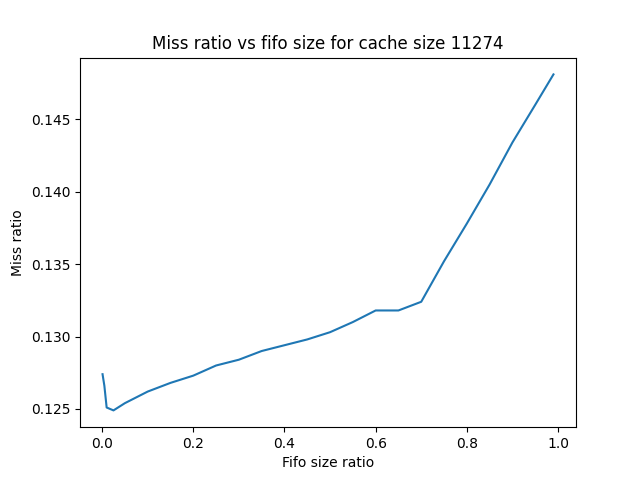 Miss ratio vs fifo size for cache size 11274
0.145
0.140
0.135
0.130
0.125
Miss ratio
0.0 0.2 0.4 0.6 0.8 1.0
Fifo size ratio